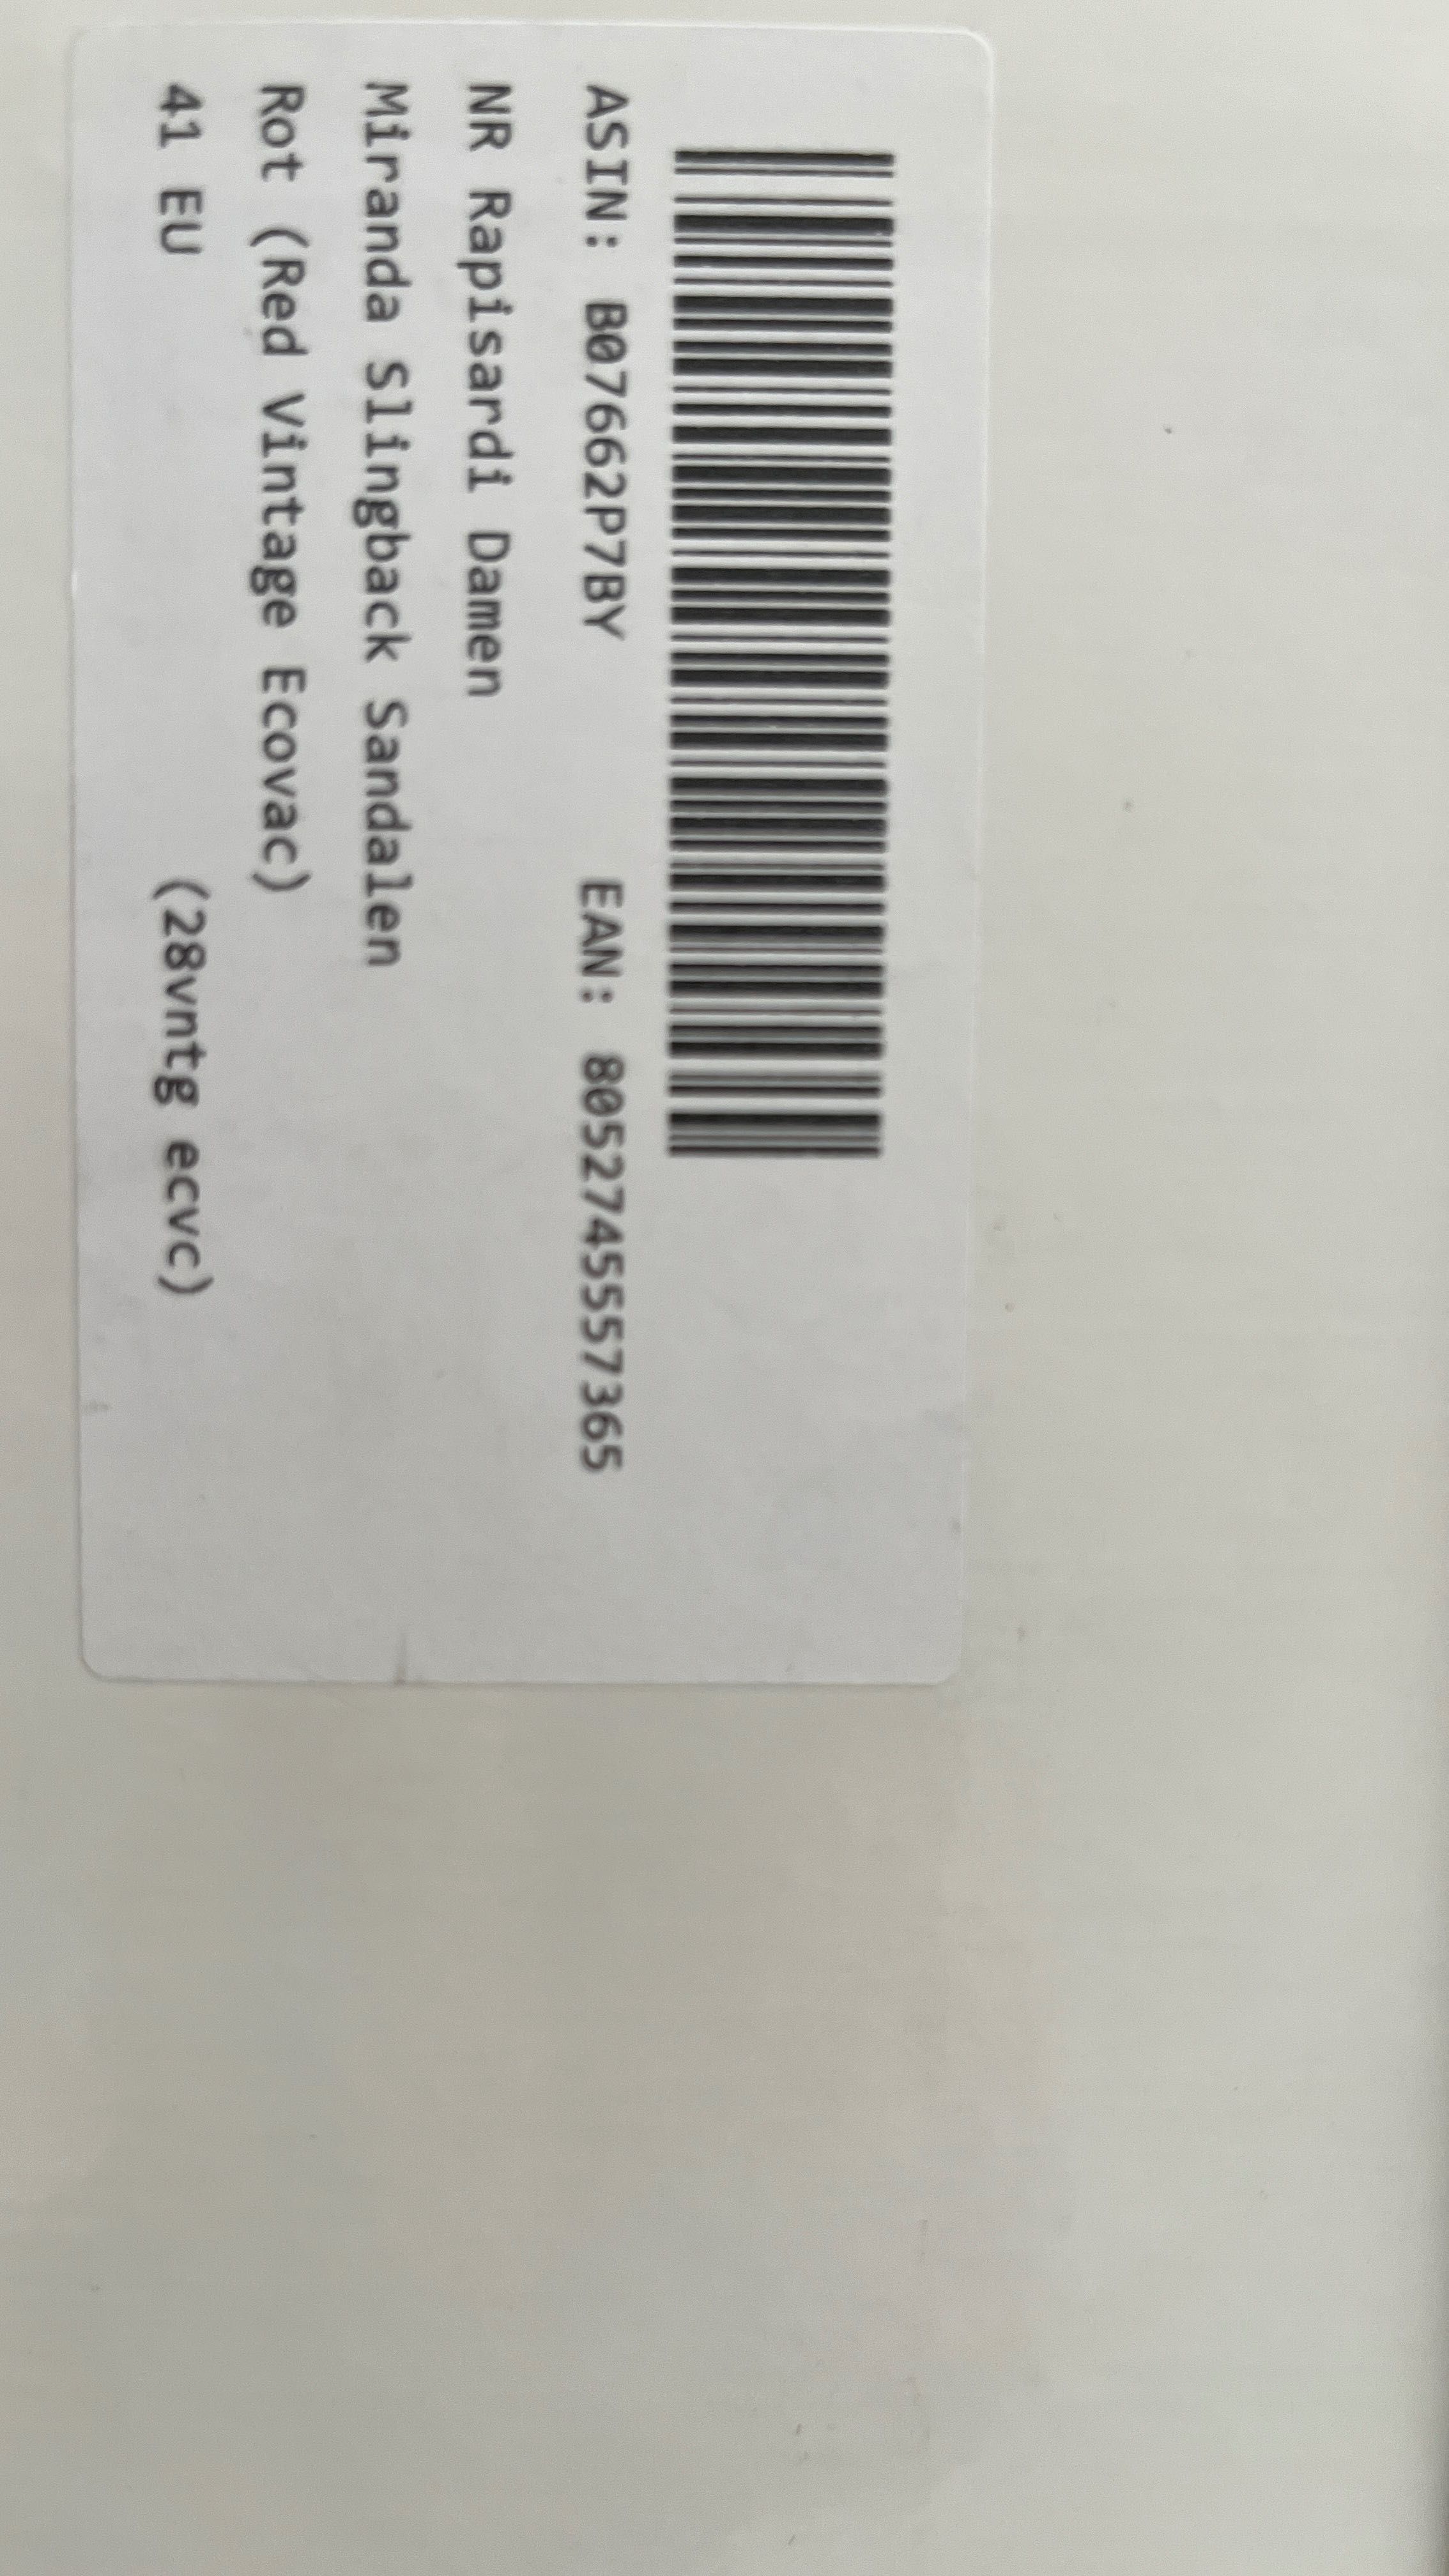 ASIN: B07662P7BY EAN: 8052745557365
NR Rapisardi Damen
Miranda Slingback Sandalen
Rot (Red Vintage Ecovac)
41 EU (28vntg ecvc)